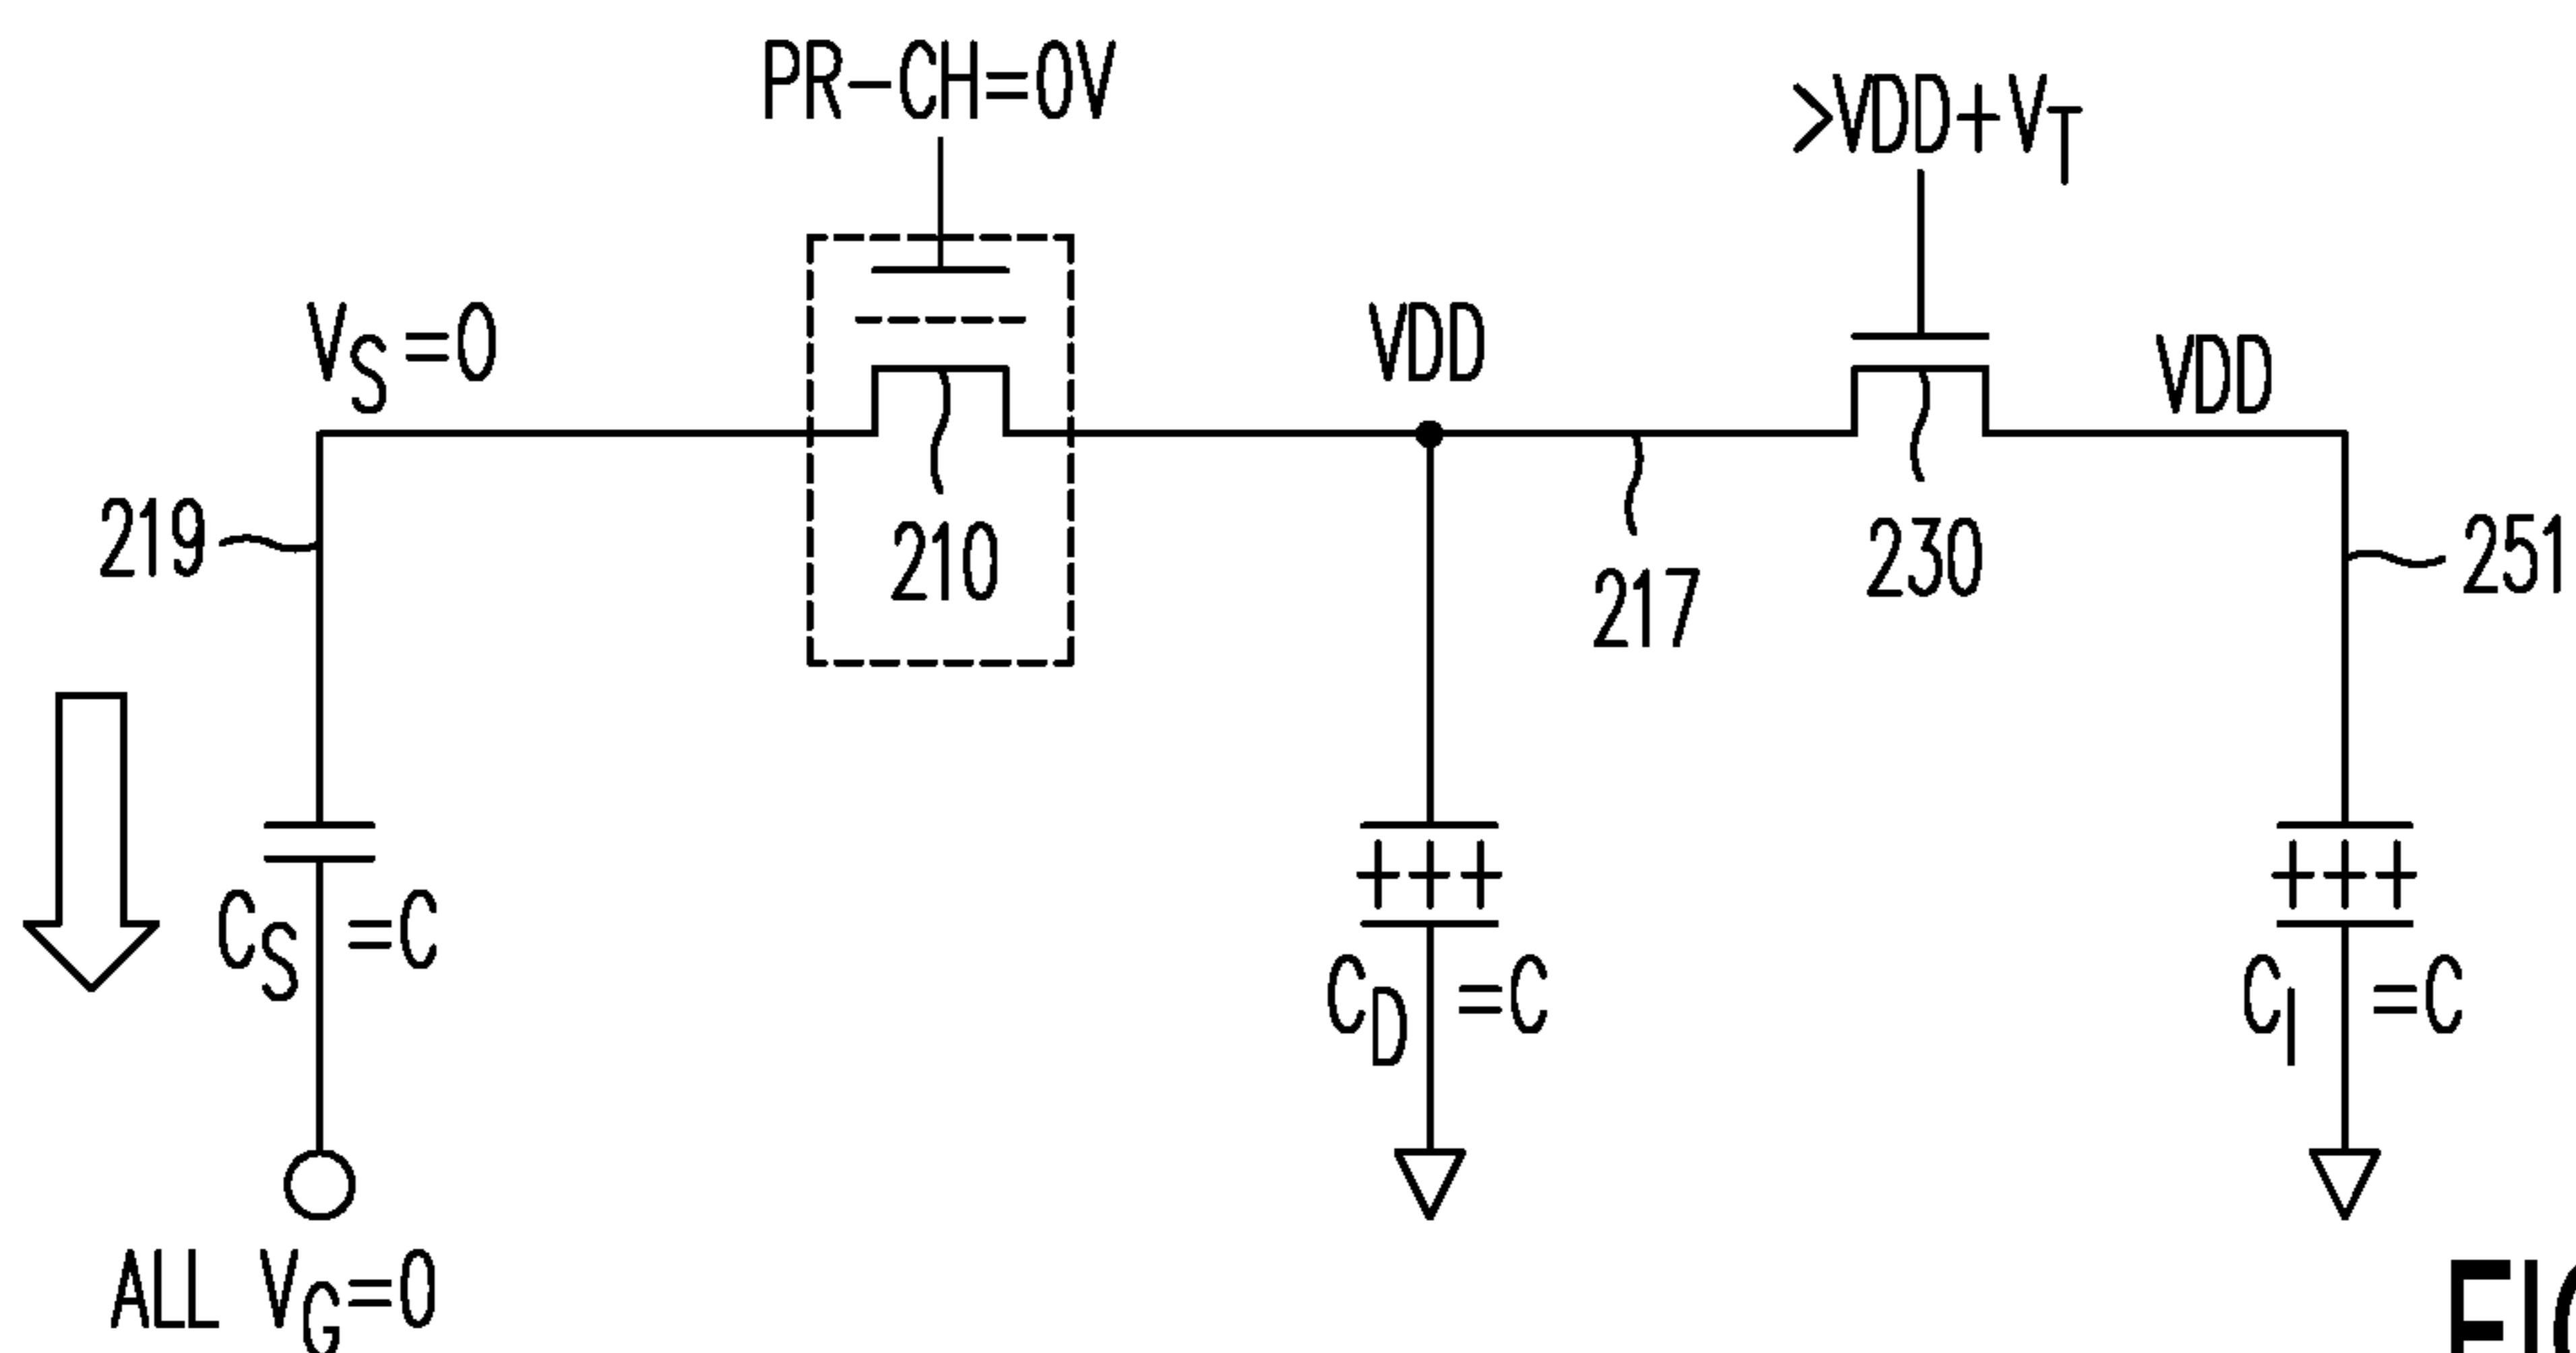 PR-CH=0V
>VDD+VT
VS=0
VDD
VDD
219
210
217
230
251
CS=C
CD=C
CI=C
ALL VG=0